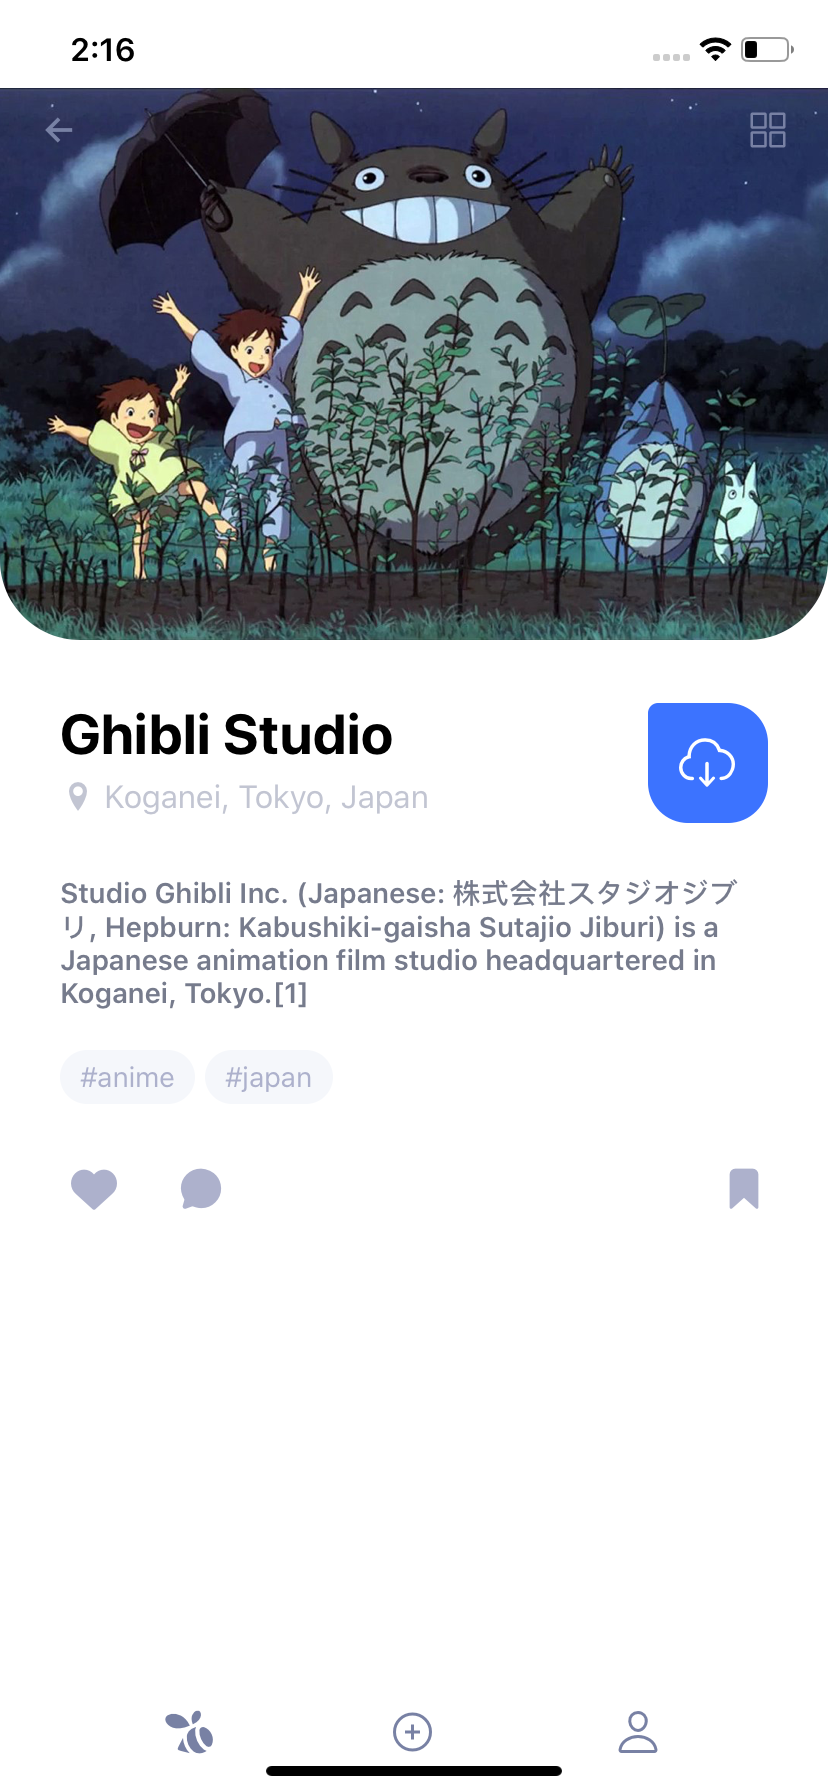 2:16
Ghibli Studio
Koganei, Tokyo, Japan
Studio Ghibli Inc. (Japanese: 株式会社スタジオジブ
リ, Hepburn: Kabushiki-gaisha Sutajio Jiburi) is a
Japanese animation film studio headquartered in
Koganei, Tokyo.[1]
#anime #japan